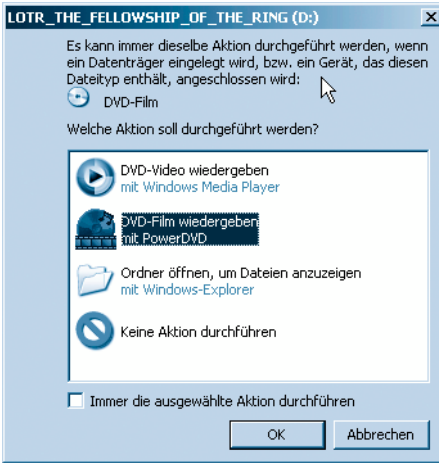 LOTR_THE_FELLOWSHIP_OF_THE_RING (D:)
Es kann immer dieselbe Aktion durchgeführt werden, wenn
ein Datenträger eingelegt wird, bzw. ein Gerät, das diesen
Dateityp enthält, angeschlossen wird:
DVD-Film
Welche Aktion soll durchgeführt werden?
DVD-Video wiedergeben
mit Windows Media Player
DVD-Film wiedergeben
mit PowerDVD
Ordner öffnen, um Dateien anzuzeigen
mit Windows-Explorer
Keine Aktion durchführen
Immer die ausgewählte Aktion durchführen
OK
Abbrechen